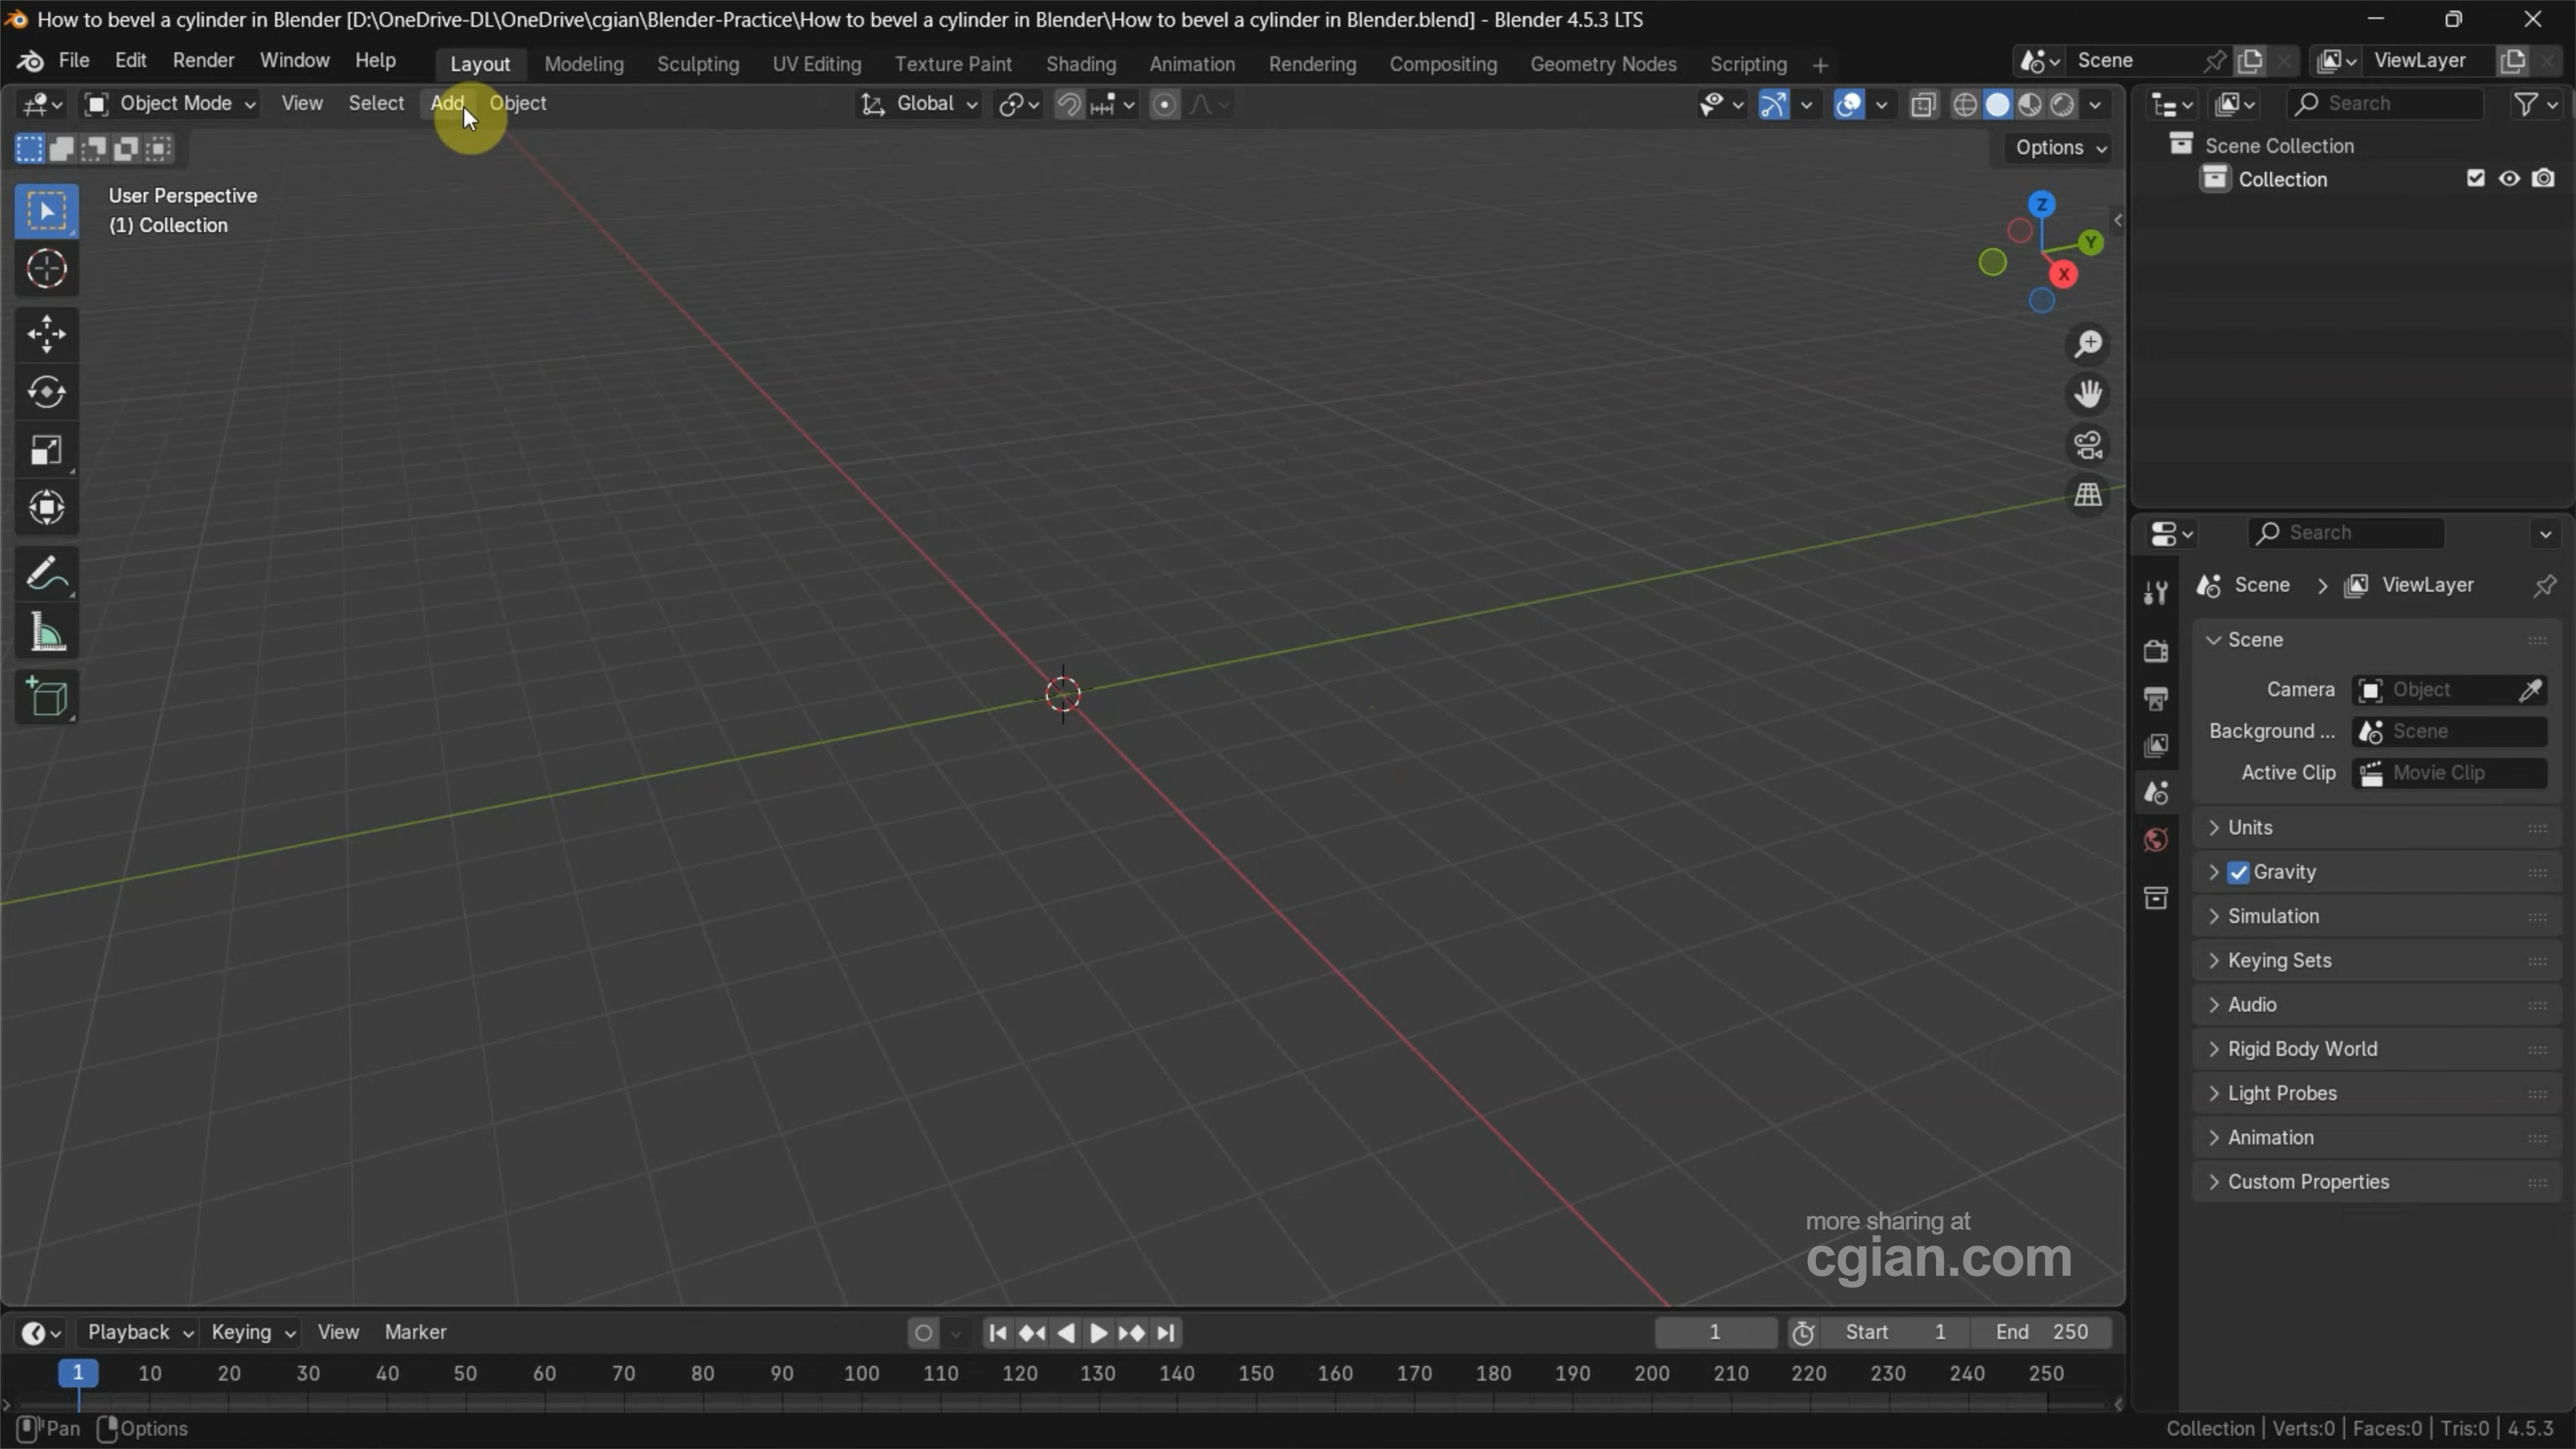 How to bevel a cylinder in Blender [D:\OneDrive-DL\OneDrive\cgian\Blender-Practice\How to bevel a cylinder in Blender\How to bevel a cylinder in Blender.blend] - Blender 4.5.3 LTS
File Edit Render Window Help Layout Modeling Sculpting UV Editing Texture Paint Shading Animation Rendering Compositing Geometry Nodes Scripting + Scene ViewLayer
Object Mode View Select Add Object Global Search
Options
Scene Collection
Collection
User Perspective
(1) Collection
Z
Y
X
Search
Scene > ViewLayer
Scene
Camera Object
Background ... Scene
Active Clip Movie Clip
Units
Gravity
Simulation
Keying Sets
Audio
Rigid Body World
Light Probes
Animation
Custom Properties
more sharing at
cgian.com
Playback Keying View Marker 1 Start 1 End 250
1 10 20 30 40 50 60 70 80 90 100 110 120 130 140 150 160 170 180 190 200 210 220 230 240 250
Pan Options Collection | Verts:0 | Faces:0 | Tris:0 | 4.5.3